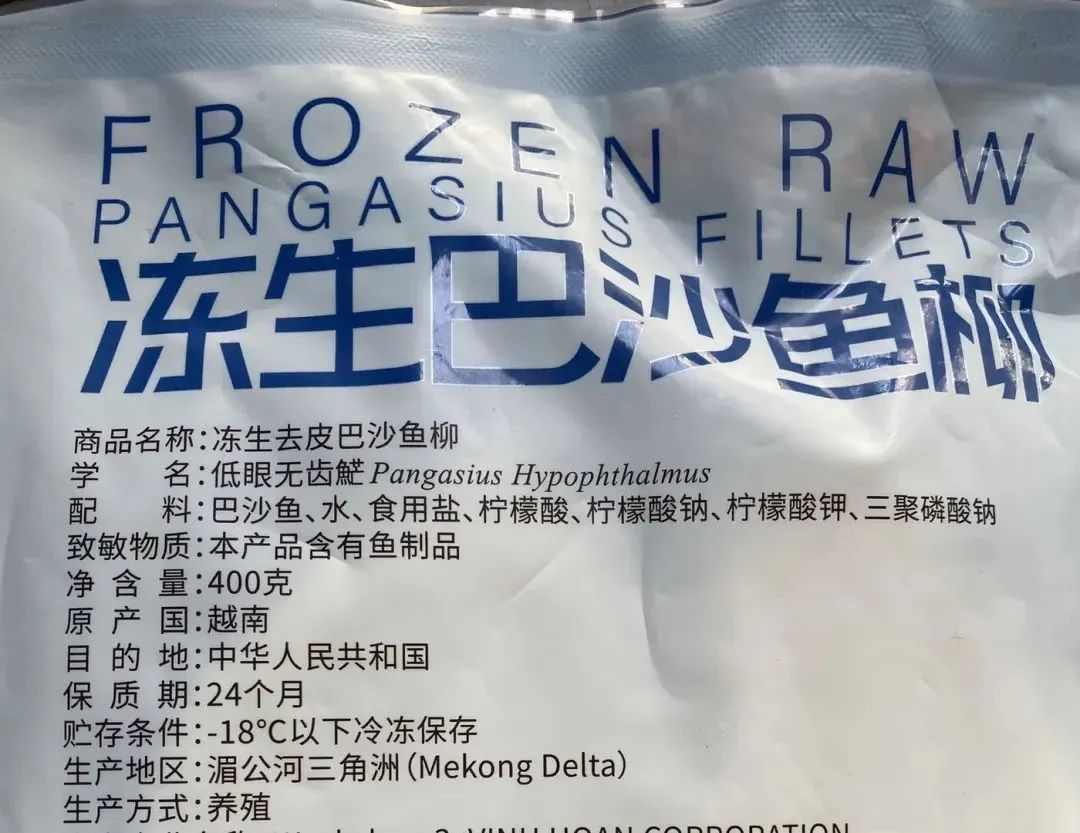 FROZEN RAW
PANGASIUS FILLETS
冻生巴沙鱼柳
商品名称:冻生去皮巴沙鱼柳
学 名:低眼无齿𩷶 Pangasius Hypophthalmus
配 料:巴沙鱼、水、食用盐、柠檬酸、柠檬酸钠、柠檬酸钾、三聚磷酸钠
致敏物质:本产品含有鱼制品
净 含 量:400克
原 产 国:越南
目 的 地:中华人民共和国
保 质 期:24个月
贮存条件:-18℃以下冷冻保存
生产地区:湄公河三角洲(Mekong Delta)
生产方式:养殖
VINH HOAN CORPORATION